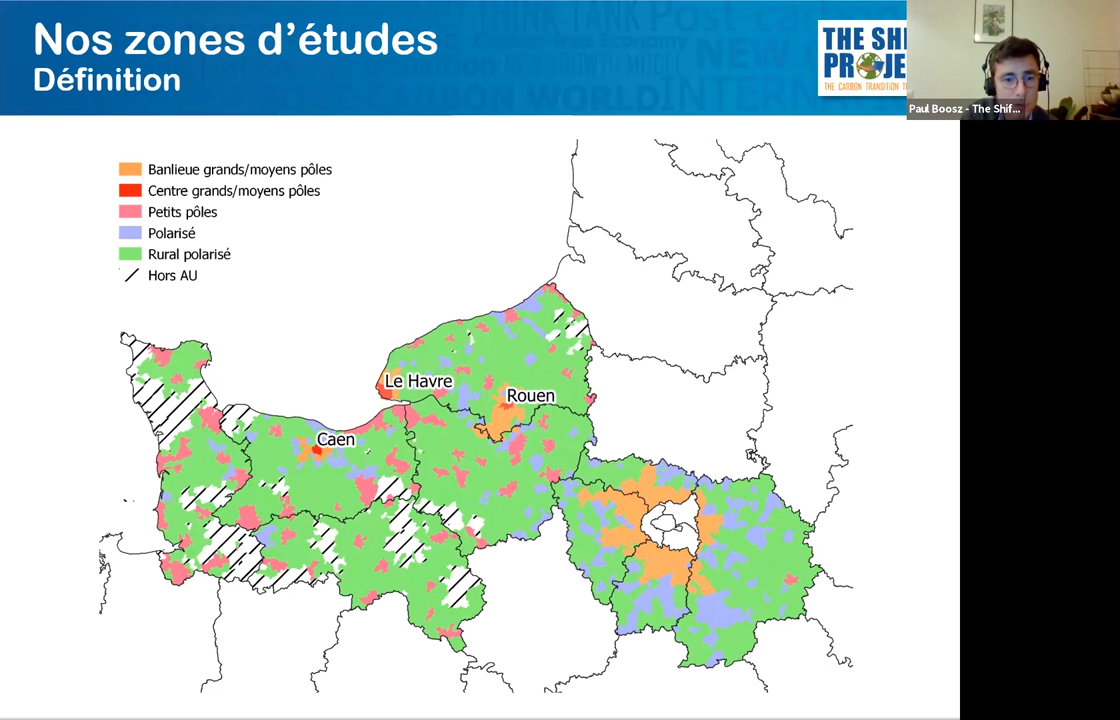 Nos zones d'études
Définition
THE SHI
PROJE
THE CARBON TRANSITION T
Paul Boosz - The Shif...
Banlieue grands/moyens pôles
Centre grands/moyens pôles
Petits pôles
Polarisé
Rural polarisé
Hors AU
Le Havre
Rouen
Caen